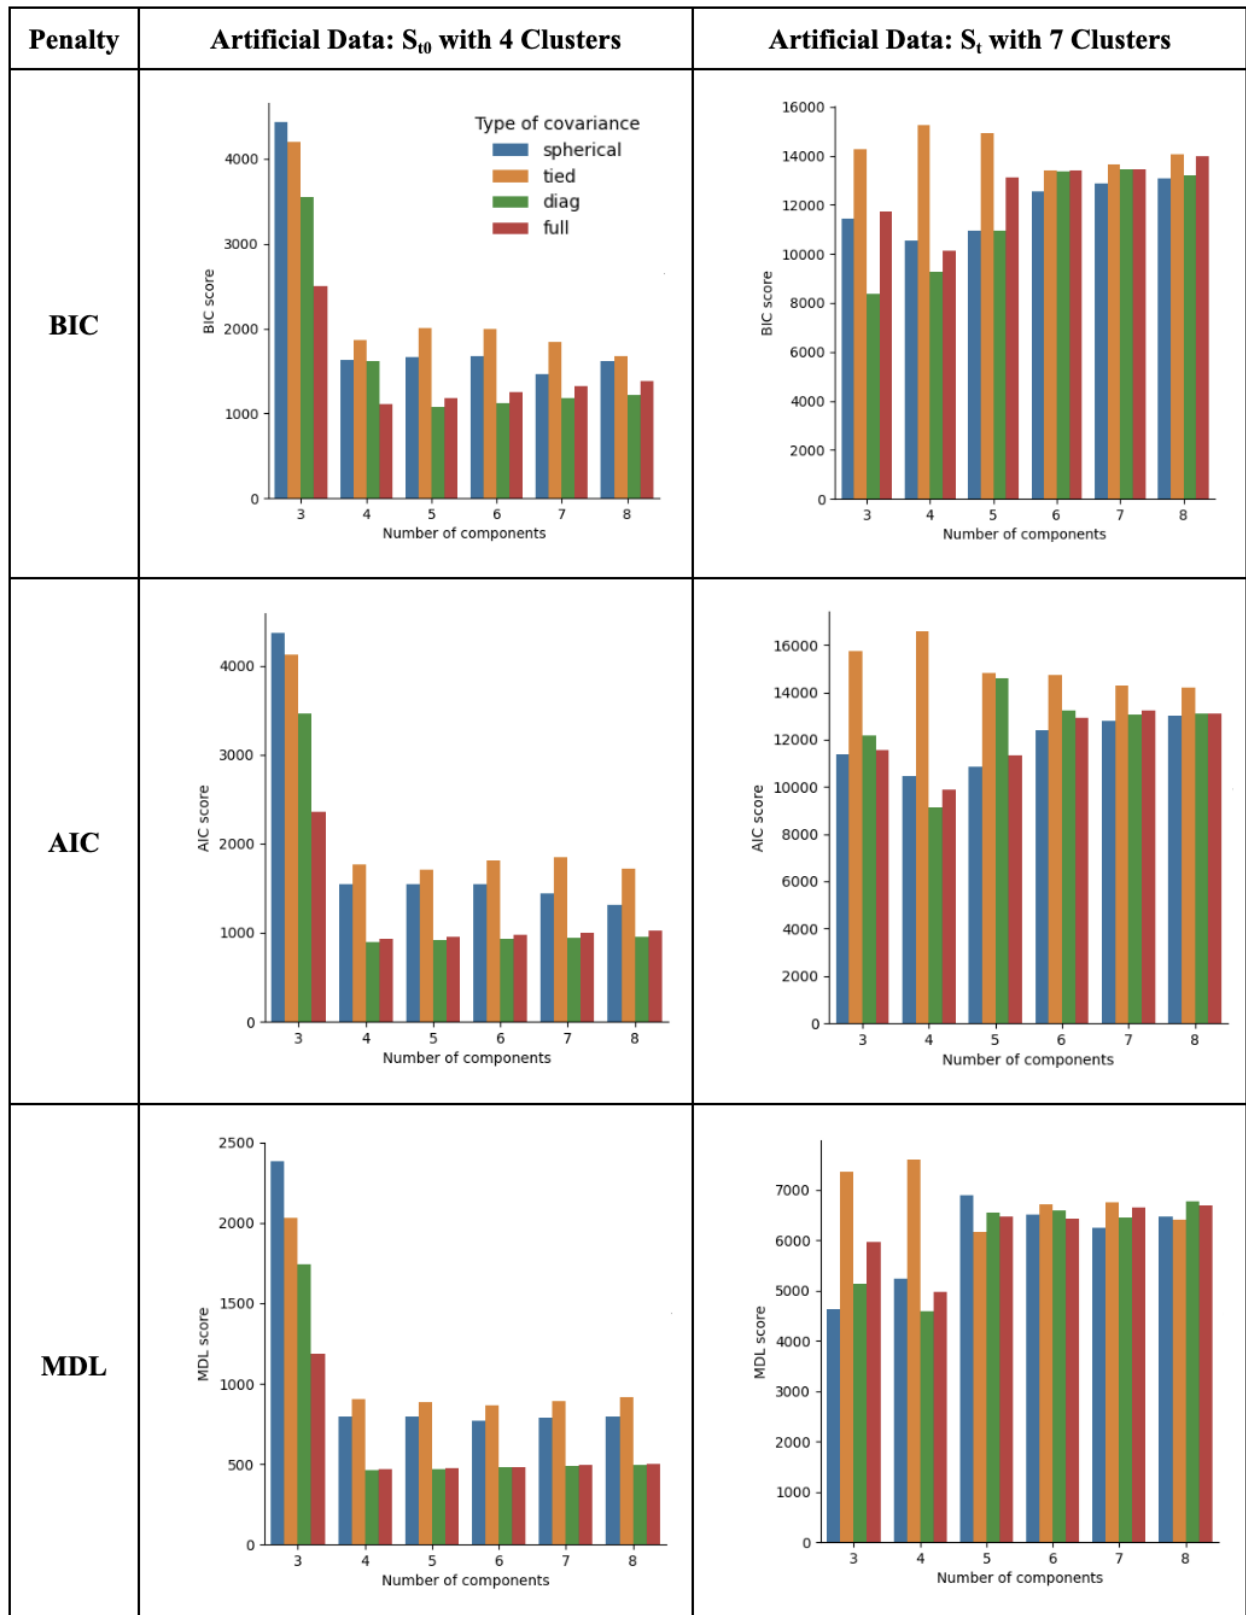 Penalty
Artificial Data: St0 with 4 Clusters
Artificial Data: St with 7 Clusters
BIC
4000
3000
2000
1000
0
BIC score
Type of covariance
spherical
tied
diag
full
3 4 5 6 7 8
Number of components
16000
14000
12000
10000
8000
6000
4000
2000
0
BIC score
3 4 5 6 7 8
Number of components
AIC
4000
3000
2000
1000
0
AIC score
3 4 5 6 7 8
Number of components
16000
14000
12000
10000
8000
6000
4000
2000
0
AIC score
3 4 5 6 7 8
Number of components
MDL
2500
2000
1500
1000
500
0
MDL score
3 4 5 6 7 8
Number of components
7000
6000
5000
4000
3000
2000
1000
0
MDL score
3 4 5 6 7 8
Number of components